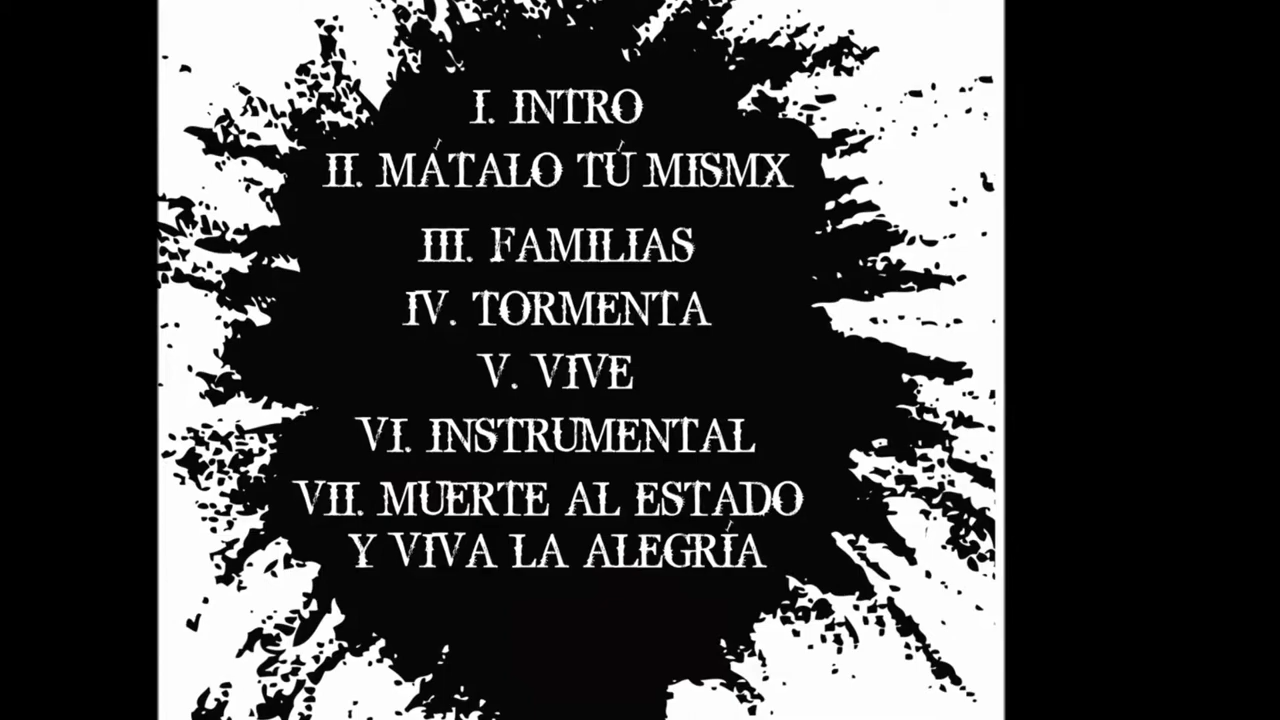 I. INTRO
II. MÁTALO TÚ MISMX
III. FAMILIAS
IV. TORMENTA
V. VIVE
VI. INSTRUMENTAL
VII. MUERTE AL ESTADO
Y VIVA LA ALEGRÍA